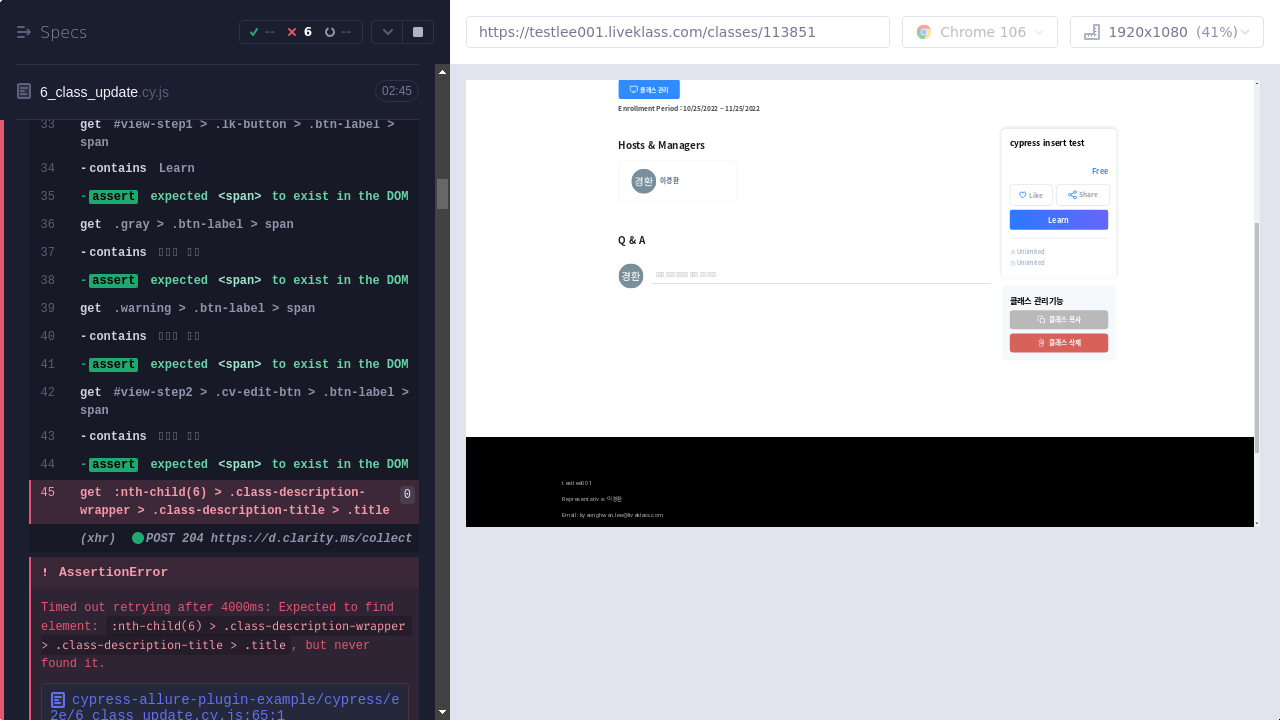 Specs
-- 6 --
6_class_update.cy.js 02:45
33 get #view-step1 > .lk-button > .btn-label >
span
34 -contains Learn
35 -assert expected <span> to exist in the DOM
36 get .gray > .btn-label > span
37 -contains
38 -assert expected <span> to exist in the DOM
39 get .warning > .btn-label > span
40 -contains
41 -assert expected <span> to exist in the DOM
42 get #view-step2 > .cv-edit-btn > .btn-label >
span
43 -contains
44 -assert expected <span> to exist in the DOM
45 get :nth-child(6) > .class-description- 0
wrapper > .class-description-title > .title
(xhr) POST 204 https://d.clarity.ms/collect
! AssertionError
Timed out retrying after 4000ms: Expected to find
element: :nth-child(6) > .class-description-wrapper
> .class-description-title > .title, but never
found it.
cypress-allure-plugin-example/cypress/e
2e/6_class_update.cy.js:65:1
https://testlee001.liveklass.com/classes/113851
Chrome 106
1920x1080 (41%)
클래스 관리
Enrollment Period : 10/25/2022 ~ 11/25/2022
Hosts & Managers
경환 이경환
Q & A
경환
cypress insert test
Free
Like
Share
Learn
Unlimited
Unlimited
클래스 관리기능
클래스 복사
클래스 삭제
testlee001
Representative: 이경환
Email: kyeonghwan.lee@liveklass.com